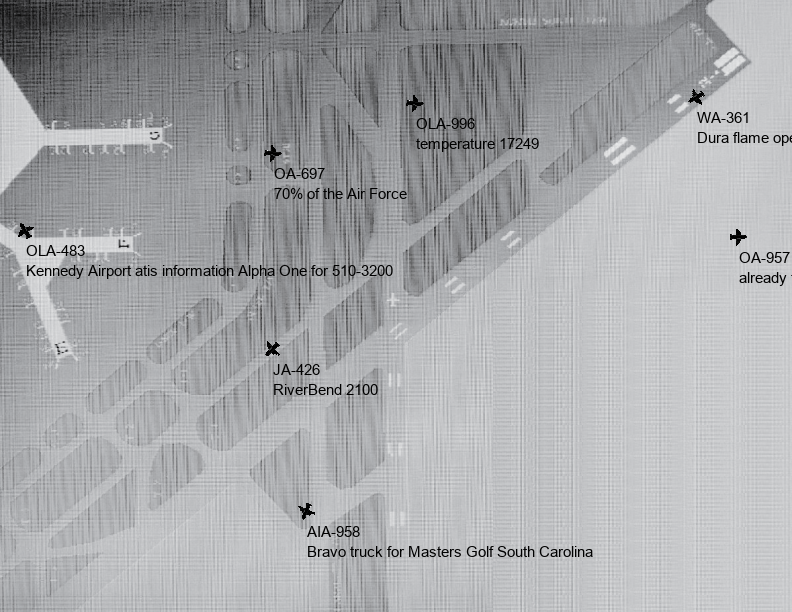 OLA-996
temperature 17249
WA-361
Dura flame ope
OA-697
70% of the Air Force
OLA-483
Kennedy Airport atis information Alpha One for 510-3200
OA-957
already
JA-426
RiverBend 2100
AIA-958
Bravo truck for Masters Golf South Carolina